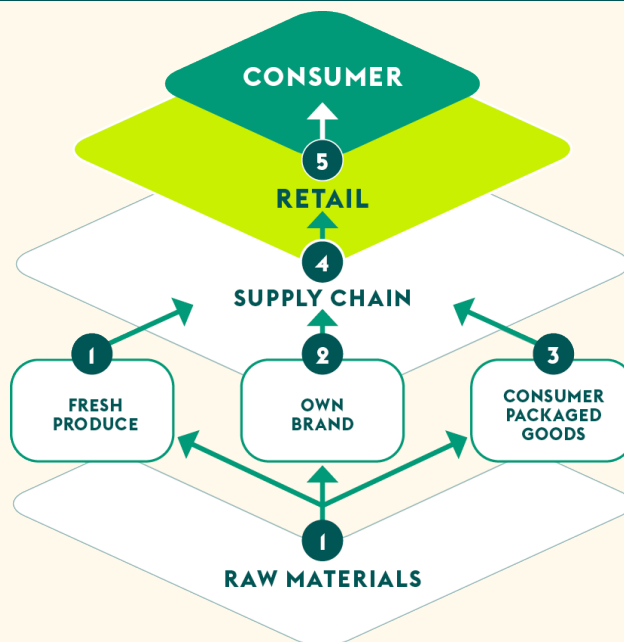 CONSUMER
5
RETAIL
4
SUPPLY CHAIN
1
2
3
FRESH
PRODUCE
OWN
BRAND
CONSUMER
PACKAGED
GOODS
1
RAW MATERIALS